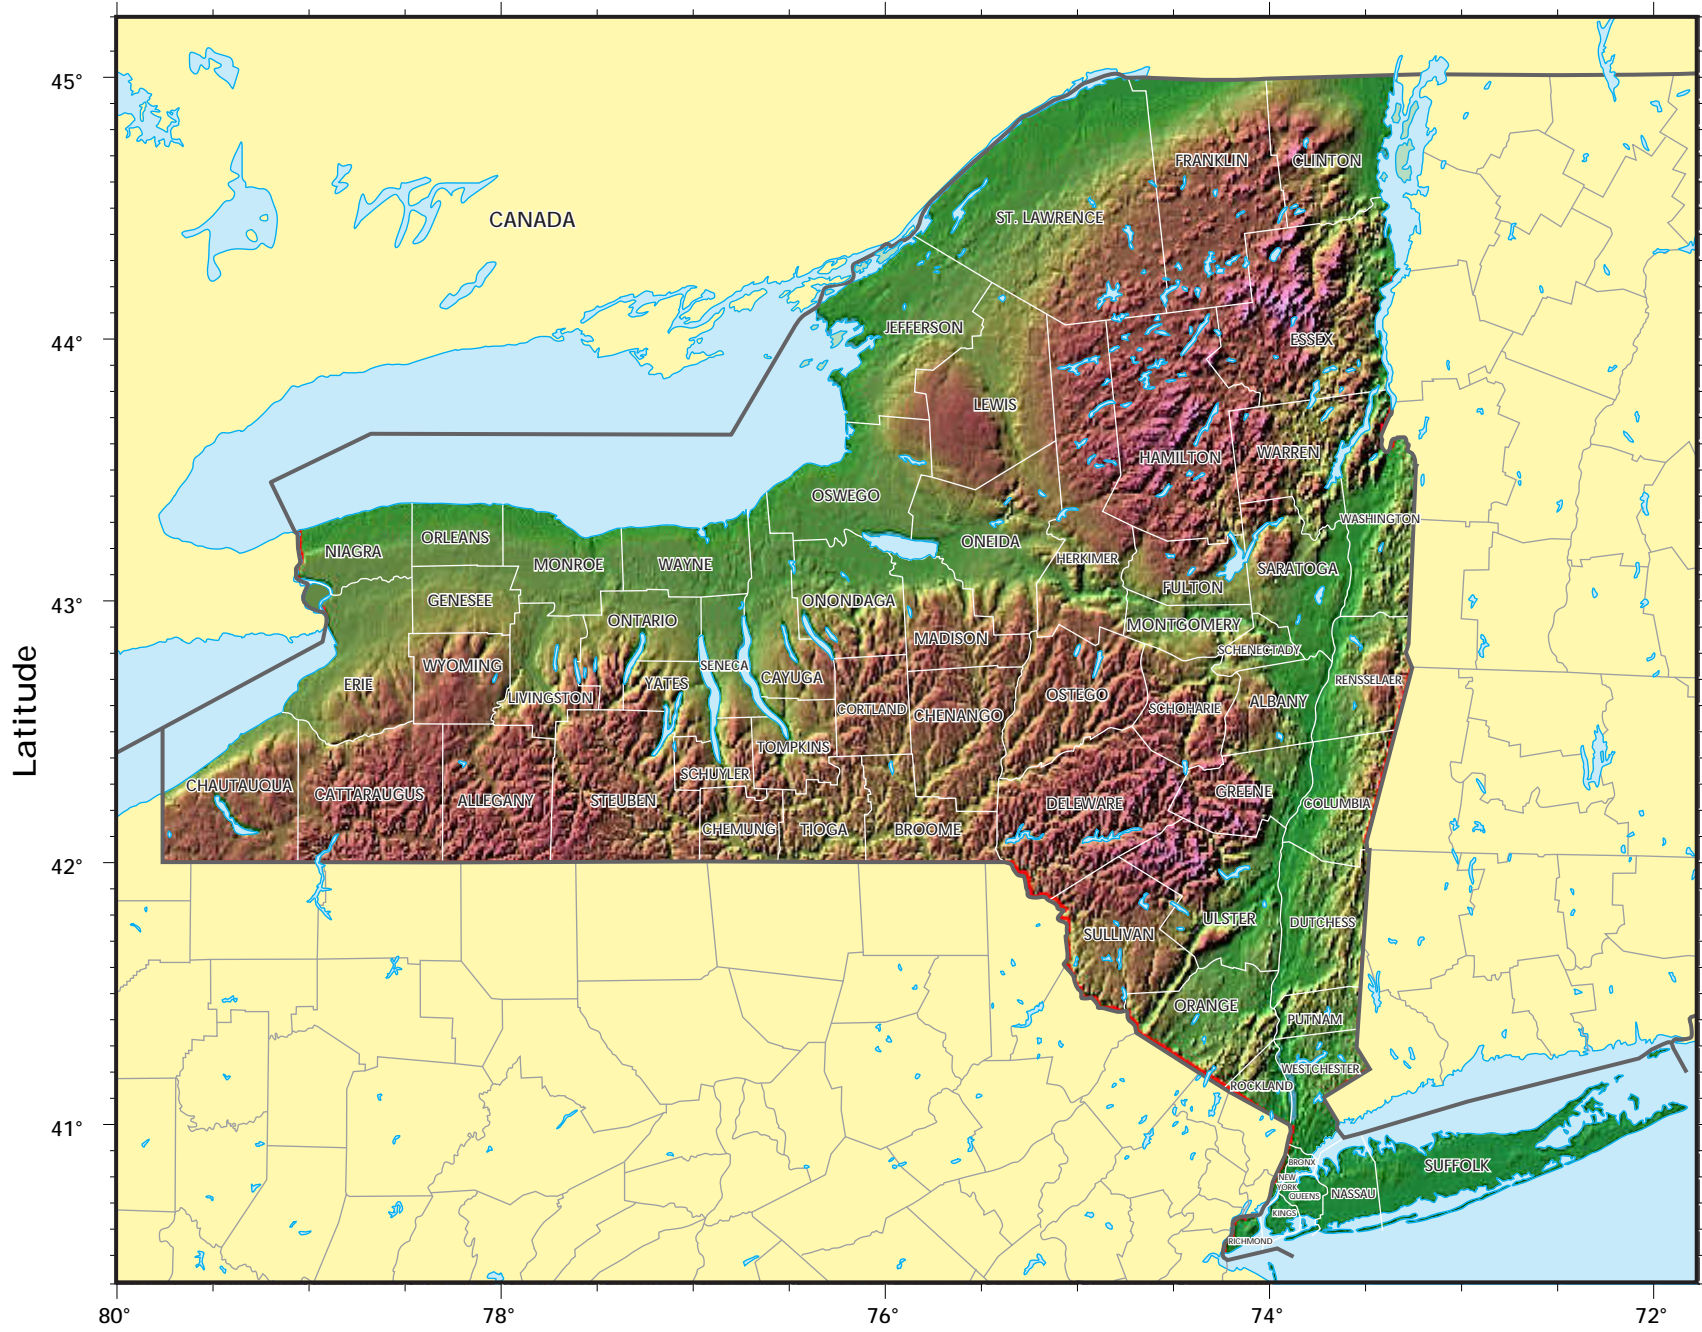 45°
44°
43°
42°
41°
Latitude
80°
78°
76°
74°
72°
CANADA
FRANKLIN
CLINTON
ST. LAWRENCE
JEFFERSON
ESSEX
LEWIS
HAMILTON
WARREN
OSWEGO
WASHINGTON
NIAGRA
ORLEANS
MONROE
WAYNE
ONEIDA
HERKIMER
SARATOGA
FULTON
GENESEE
ONTARIO
ONONDAGA
MADISON
MONTGOMERY
SCHENECTADY
WYOMING
ERIE
LIVINGSTON
YATES
SENECA
CAYUGA
CORTLAND
CHENANGO
OSTEGO
SCHOHARIE
ALBANY
RENSSELAER
TOMPKINS
SCHUYLER
CHAUTAUQUA
CATTARAUGUS
ALLEGANY
STEUBEN
CHEMUNG
TIOGA
BROOME
DELEWARE
GREENE
COLUMBIA
ULSTER
DUTCHESS
SULLIVAN
ORANGE
PUTNAM
WESTCHESTER
ROCKLAND
BRONX
NEW
YORK
QUEENS
NASSAU
SUFFOLK
KINGS
RICHMOND